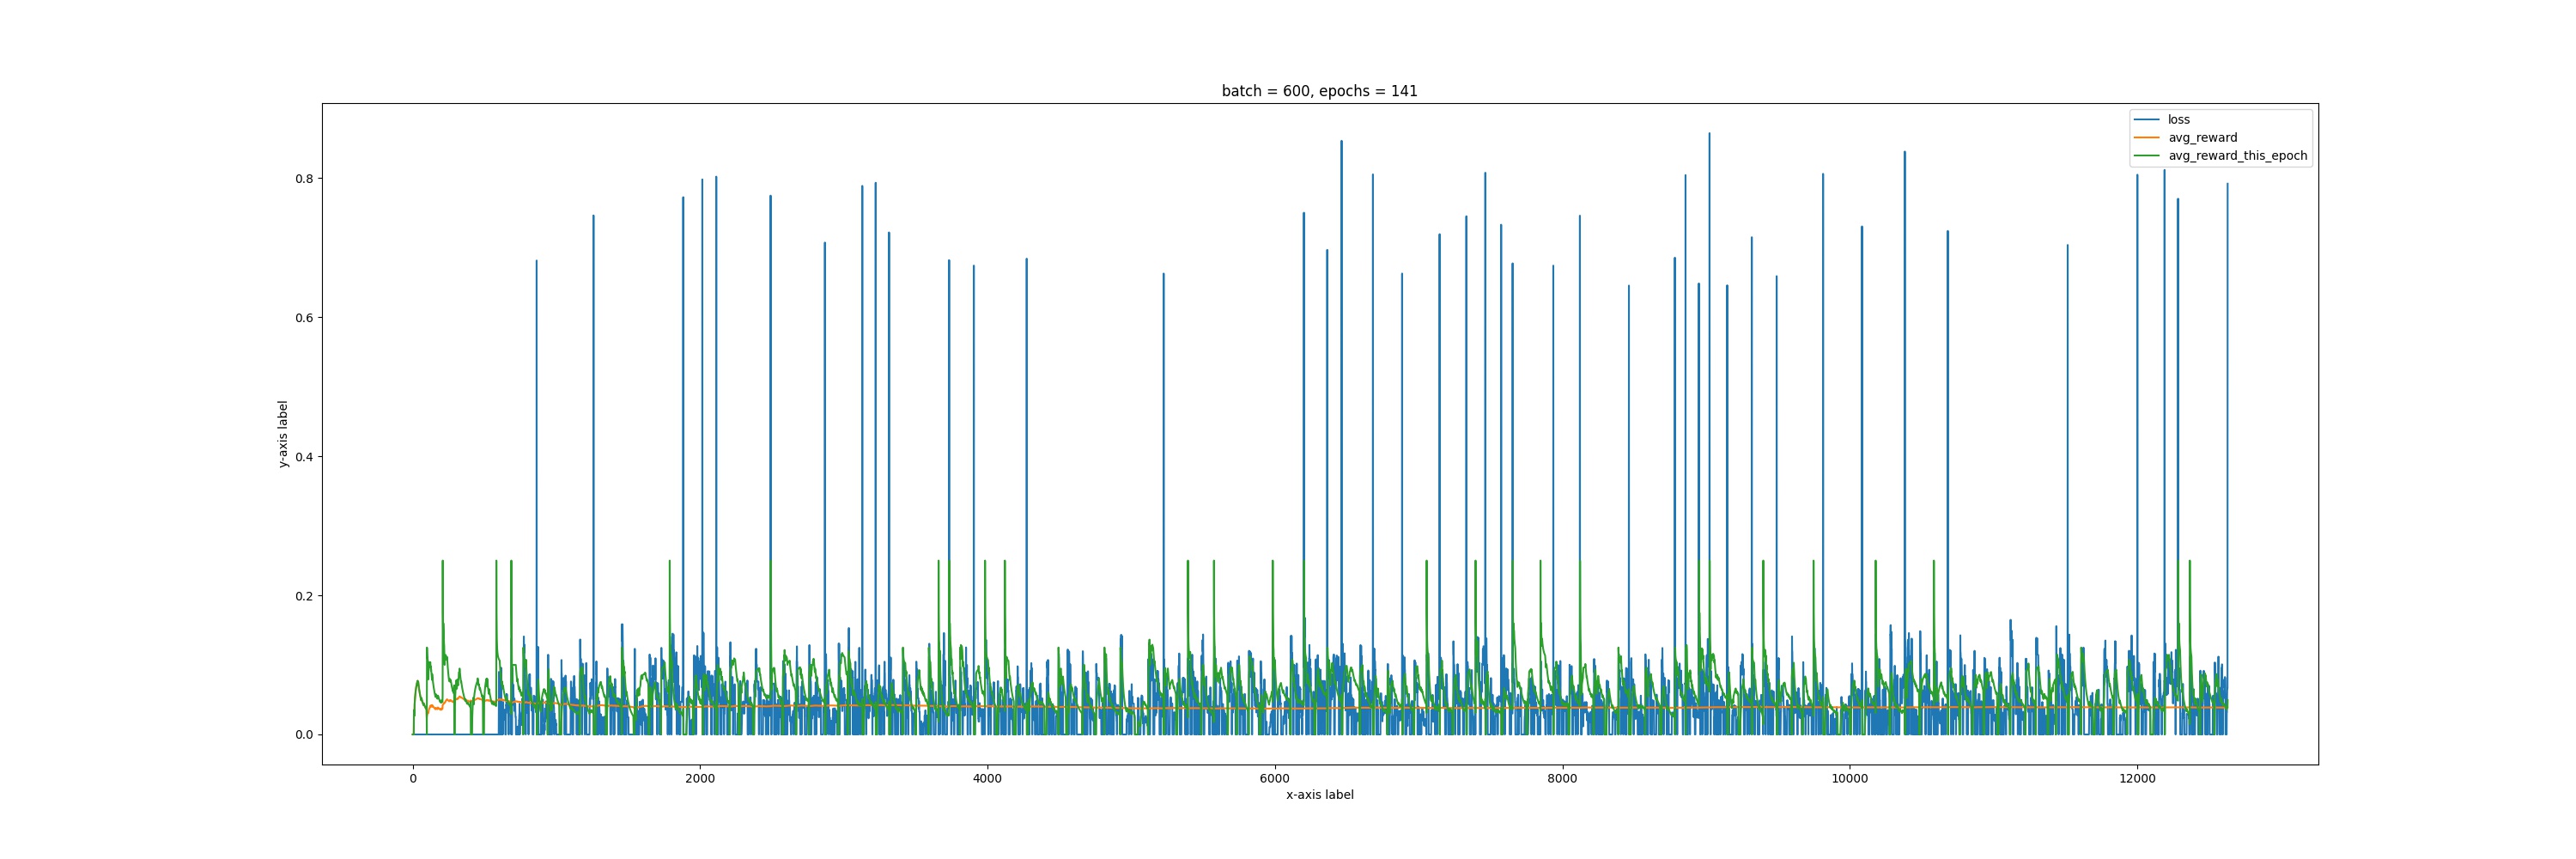 batch = 600, epochs = 141
loss
avg_reward
avg_reward_this_epoch
y-axis label
0.8
0.6
0.4
0.2
0.0
0 2000 4000 6000 8000 10000 12000
x-axis label